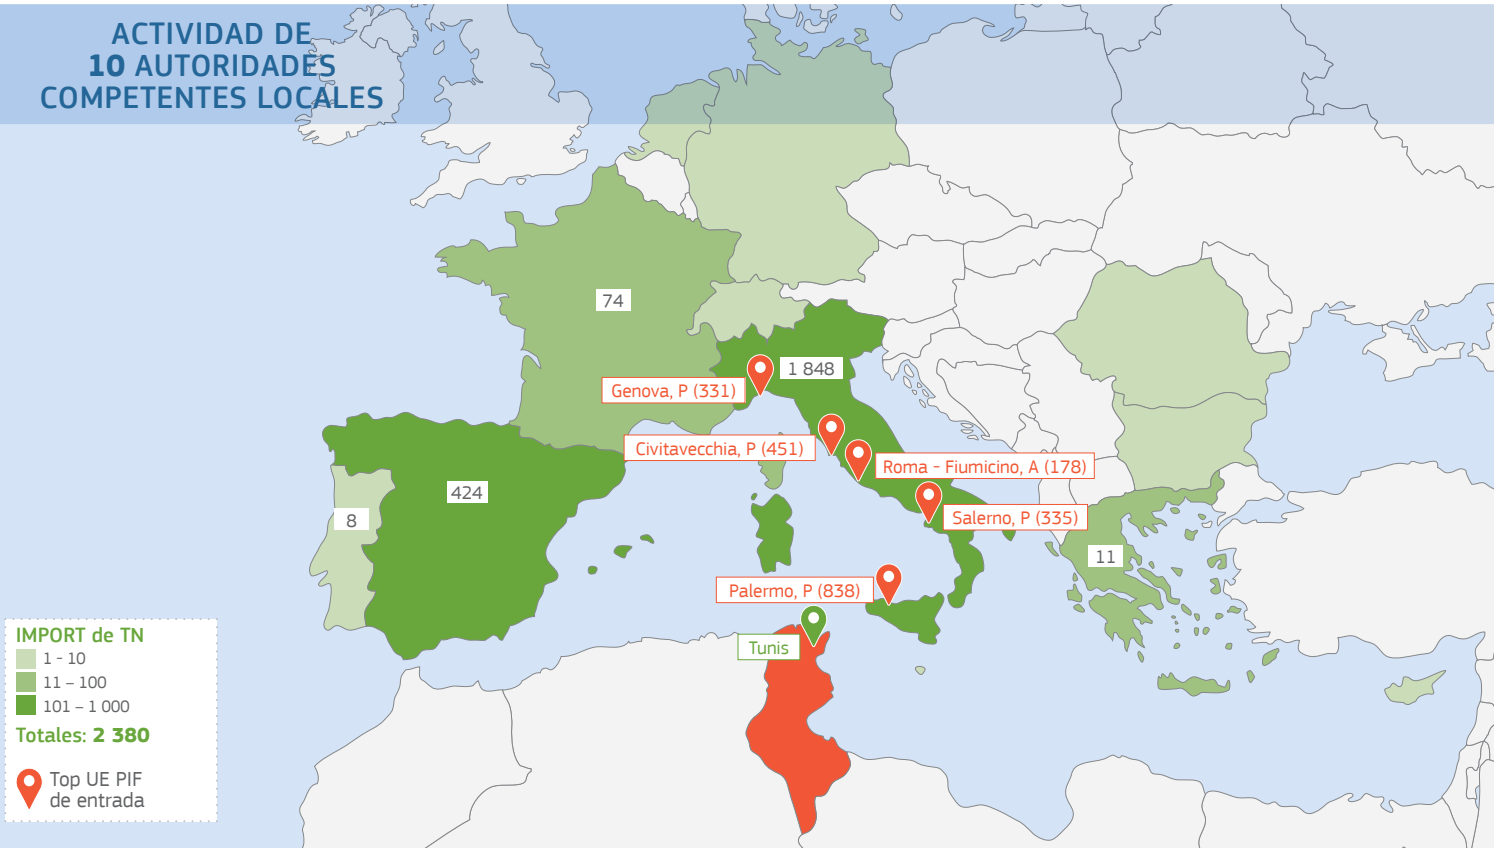 ACTIVIDAD DE
10 AUTORIDADES
COMPETENTES LOCALES
74
1 848
Genova, P (331)
Civitavecchia, P (451)
Roma - Fiumicino, A (178)
424
8
Salerno, P (335)
11
Palermo, P (838)
Tunis
IMPORT de TN
1 - 10
11 – 100
101 – 1 000
Totales: 2 380
Top UE PIF
de entrada